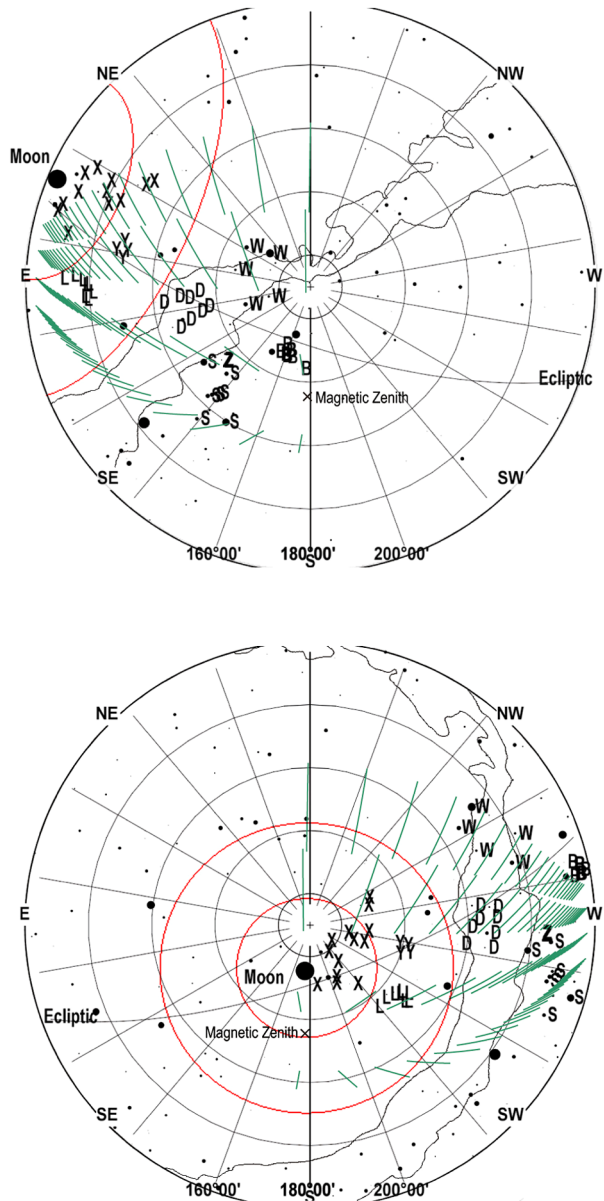 NE NW
Moon
X X X X X
X X
X X X X
X
Y Y
Y Y
W W
W
E W
L L L
L L
L L
D D D D
D D
D D
W W
B
B B B
B B
B
S Z
S
S S S
S S
Ecliptic
Magnetic Zenith
SE SW
160°00' 180°00' 200°00'
S
NE NW
W
W W
W
W
B B
B B
X
X
D D
D D
D D
D D
E W
X X
X X
X
X
X
Y Y
Y Y
Z
S S
Moon
X X X
X
L L L L
L L
S
S S
S
S
Ecliptic
Magnetic Zenith
SE SW
160°00' 180°00' 200°00'
S